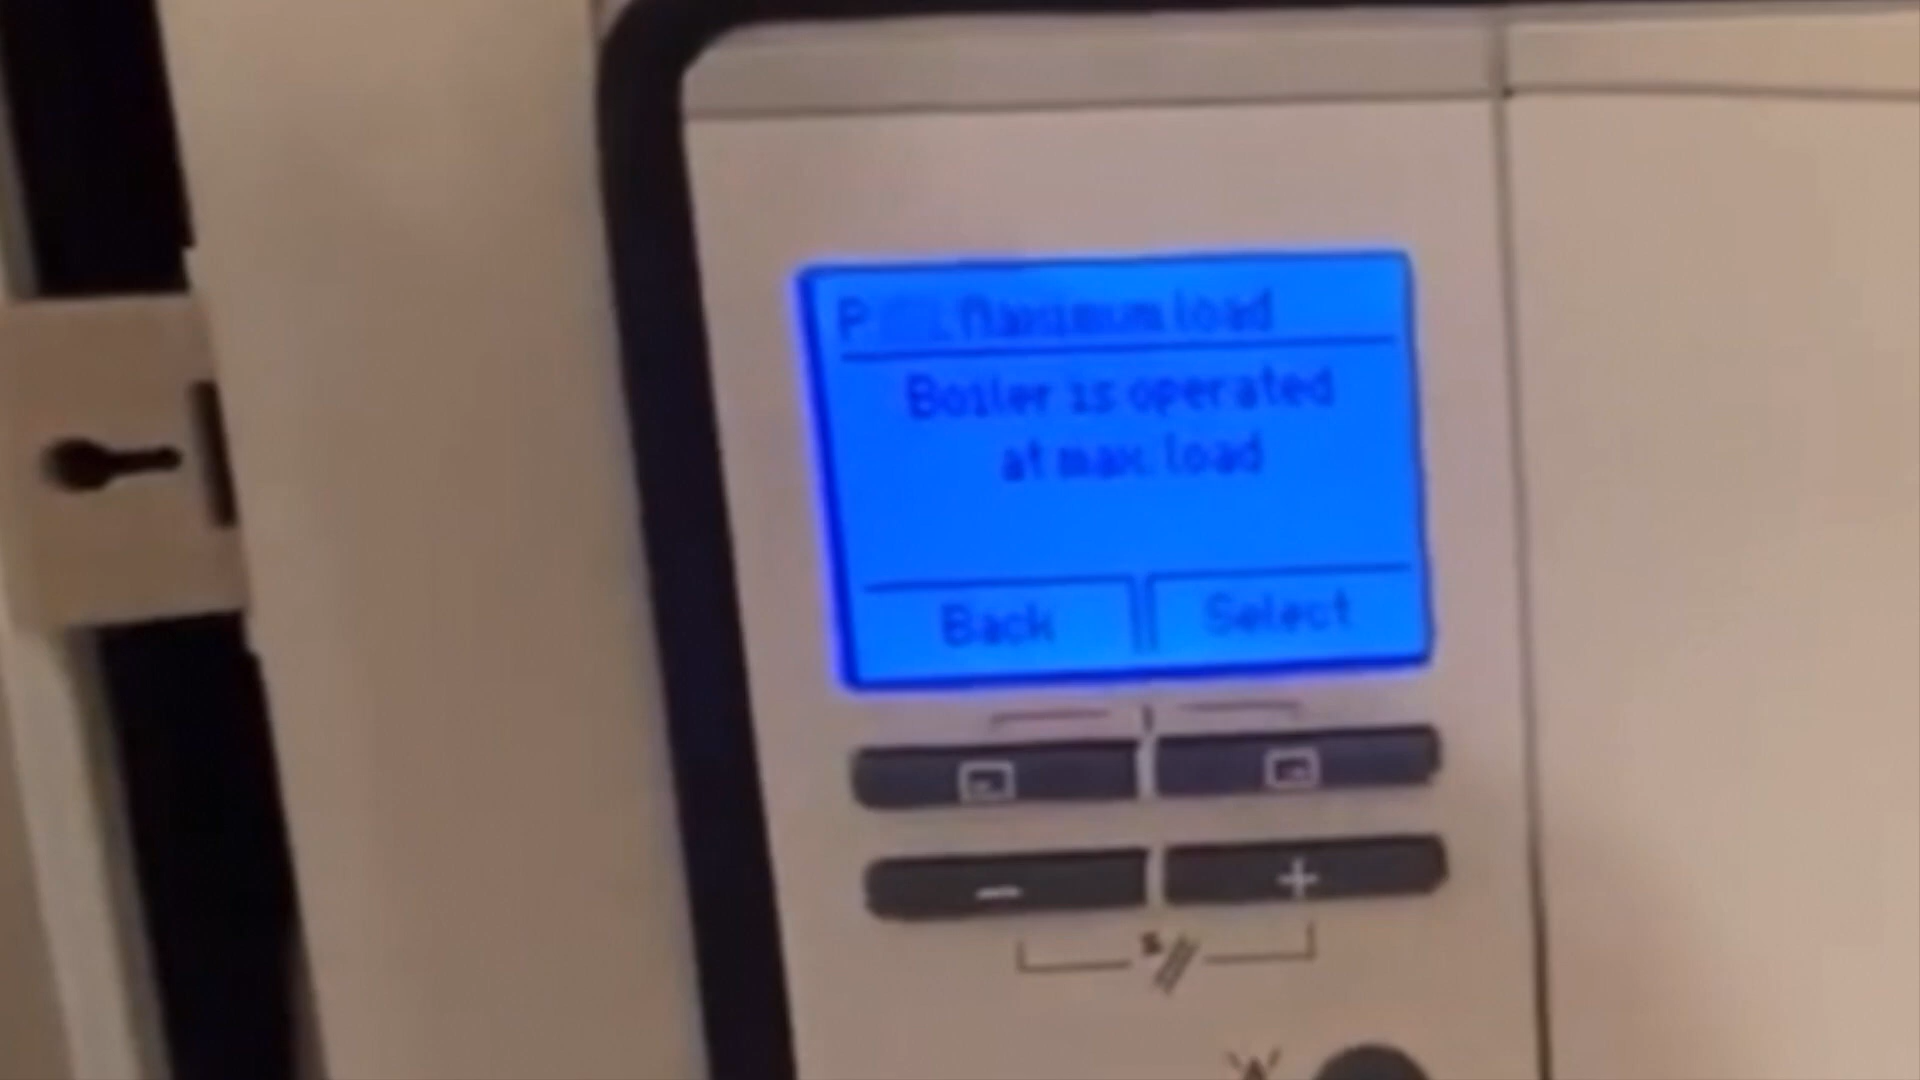 P. Maximum load
Boiler is operated
at max. load
Back Select
- +